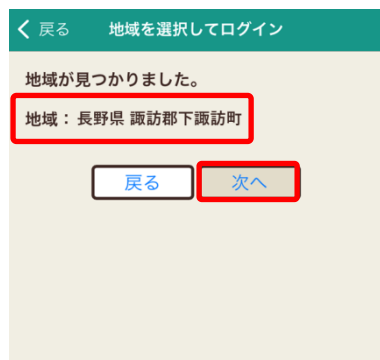 戻る 地域を選択してログイン
地域が見つかりました。
地域：長野県 諏訪郡下諏訪町
戻る 次へ